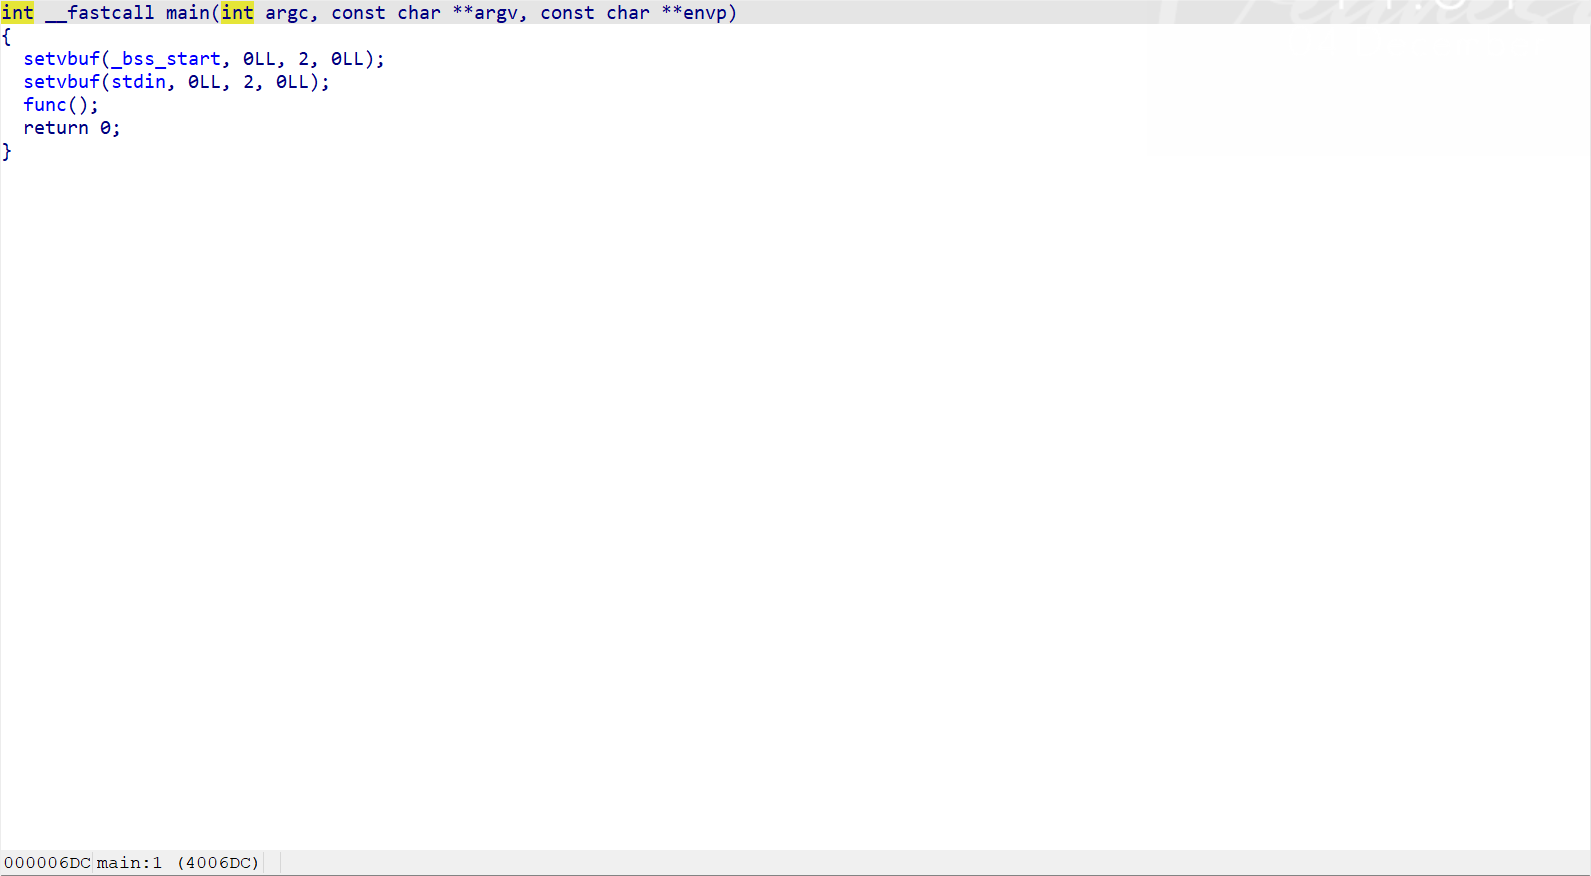 int __fastcall main(int argc, const char **argv, const char **envp)
{
  setvbuf(_bss_start, 0LL, 2, 0LL);
  setvbuf(stdin, 0LL, 2, 0LL);
  func();
  return 0;
}
000006DC main:1 (4006DC)